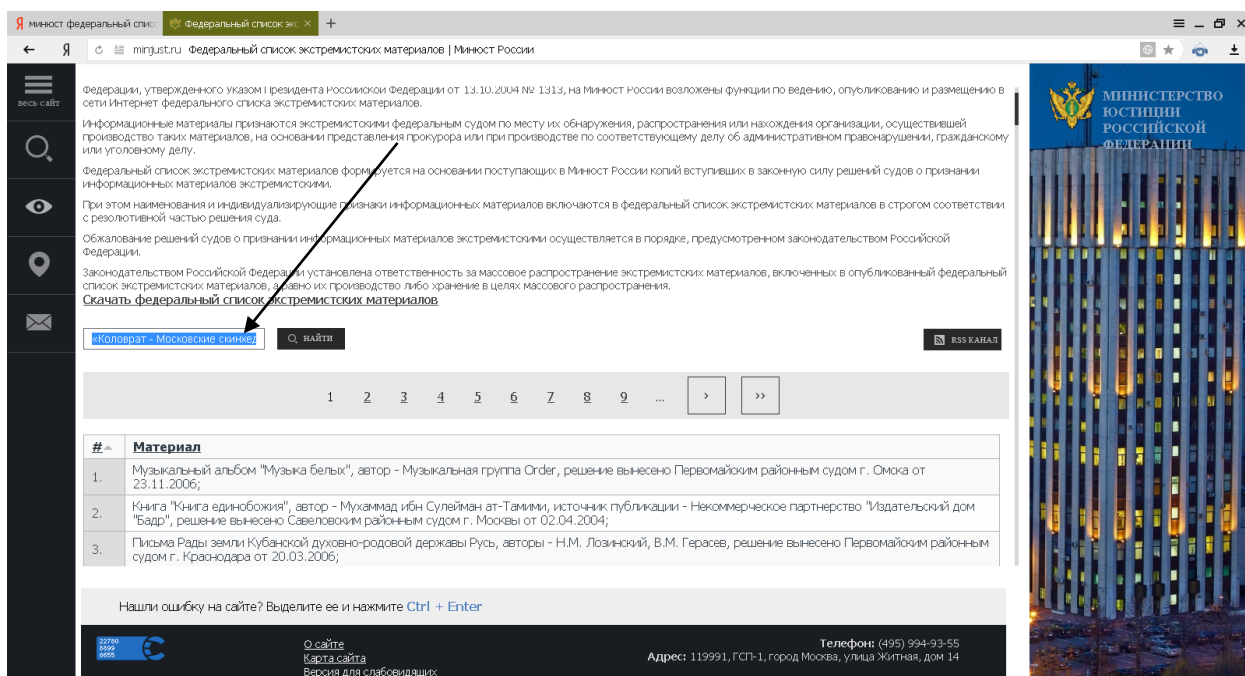 Я минюст федеральный спис
Федеральный список экс × +
← Я minjust.ru Федеральный список экстремистских материалов | Минюст России
весь сайт
Федерации, утвержденного Указом Президента Российской Федерации от 13.10.2004 № 1313, на Минюст России возложены функции по ведению, опубликованию и размещению в
сети Интернет федерального списка экстремистских материалов.
Информационные материалы признаются экстремистскими федеральным судом по месту их обнаружения, распространения или нахождения организации, осуществившей
производство таких материалов, на основании представления прокурора или при производстве по соответствующему делу об административном правонарушении, гражданскому
или уголовному делу.
Федеральный список экстремистских материалов формируется на основании поступающих в Минюст России копий вступивших в законную силу решений судов о признании
информационных материалов экстремистскими.
При этом наименования и индивидуализирующие признаки информационных материалов включаются в федеральный список экстремистских материалов в строгом соответствии
с резолютивной частью решения суда.
Обжалование решений судов о признании информационных материалов экстремистскими осуществляется в порядке, предусмотренном законодательством Российской
Федерации.
Законодательством Российской Федерации установлена ответственность за массовое распространение экстремистских материалов, включенных в опубликованный федеральный
список экстремистских материалов, а равно их производство либо хранение в целях массового распространения.
Скачать федеральный список экстремистских материалов
«Коловрат - Московские скинхед НАЙТИ RSS КАНАЛ
1 2 3 4 5 6 7 8 9 ... > >>
# Материал
1. Музыкальный альбом "Музыка белых", автор - Музыкальная группа Order, решение вынесено Первомайским районным судом г. Омска от
23.11.2006;
2. Книга "Книга единобожия", автор - Мухаммад ибн Сулейман ат-Тамими, источник публикации - Некоммерческое партнерство "Издательский дом
"Бадр", решение вынесено Савеловским районным судом г. Москвы от 02.04.2004;
3. Письма Рады земли Кубанской духовно-родовой державы Русь, авторы - Н.М. Лозинский, В.М. Герасев, решение вынесено Первомайским районным
судом г. Краснодара от 20.03.2006;
Нашли ошибку на сайте? Выделите ее и нажмите Ctrl + Enter
22760
8899
8655
О сайте
Карта сайта
Версия для слабовидящих
Телефон: (495) 994-93-55
Адрес: 119991, ГСП-1, город Москва, улица Житная, дом 14
МИНИСТЕРСТВО
ЮСТИЦИИ
РОССИЙСКОЙ
ФЕДЕРАЦИИ